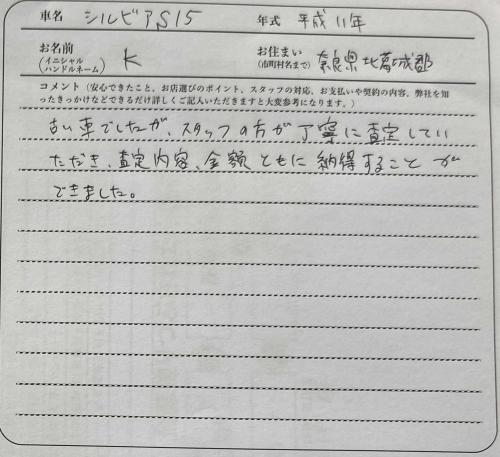 車名 シルビアS15 年式 平成11年
お名前 (イニシャル ハンドルネーム) K お住まい (市町村名まで) 奈良県北葛城郡
コメント（安心できたこと、お店選びのポイント、スタッフの対応、お支払いや契約の内容、弊社を知
ったきっかけなどできるだけ詳しくご記入いただきますと大変参考になります。）
古い車でしたが、スタッフの方が丁寧に査定してい
ただき、査定内容、金額ともに納得することが
できました。